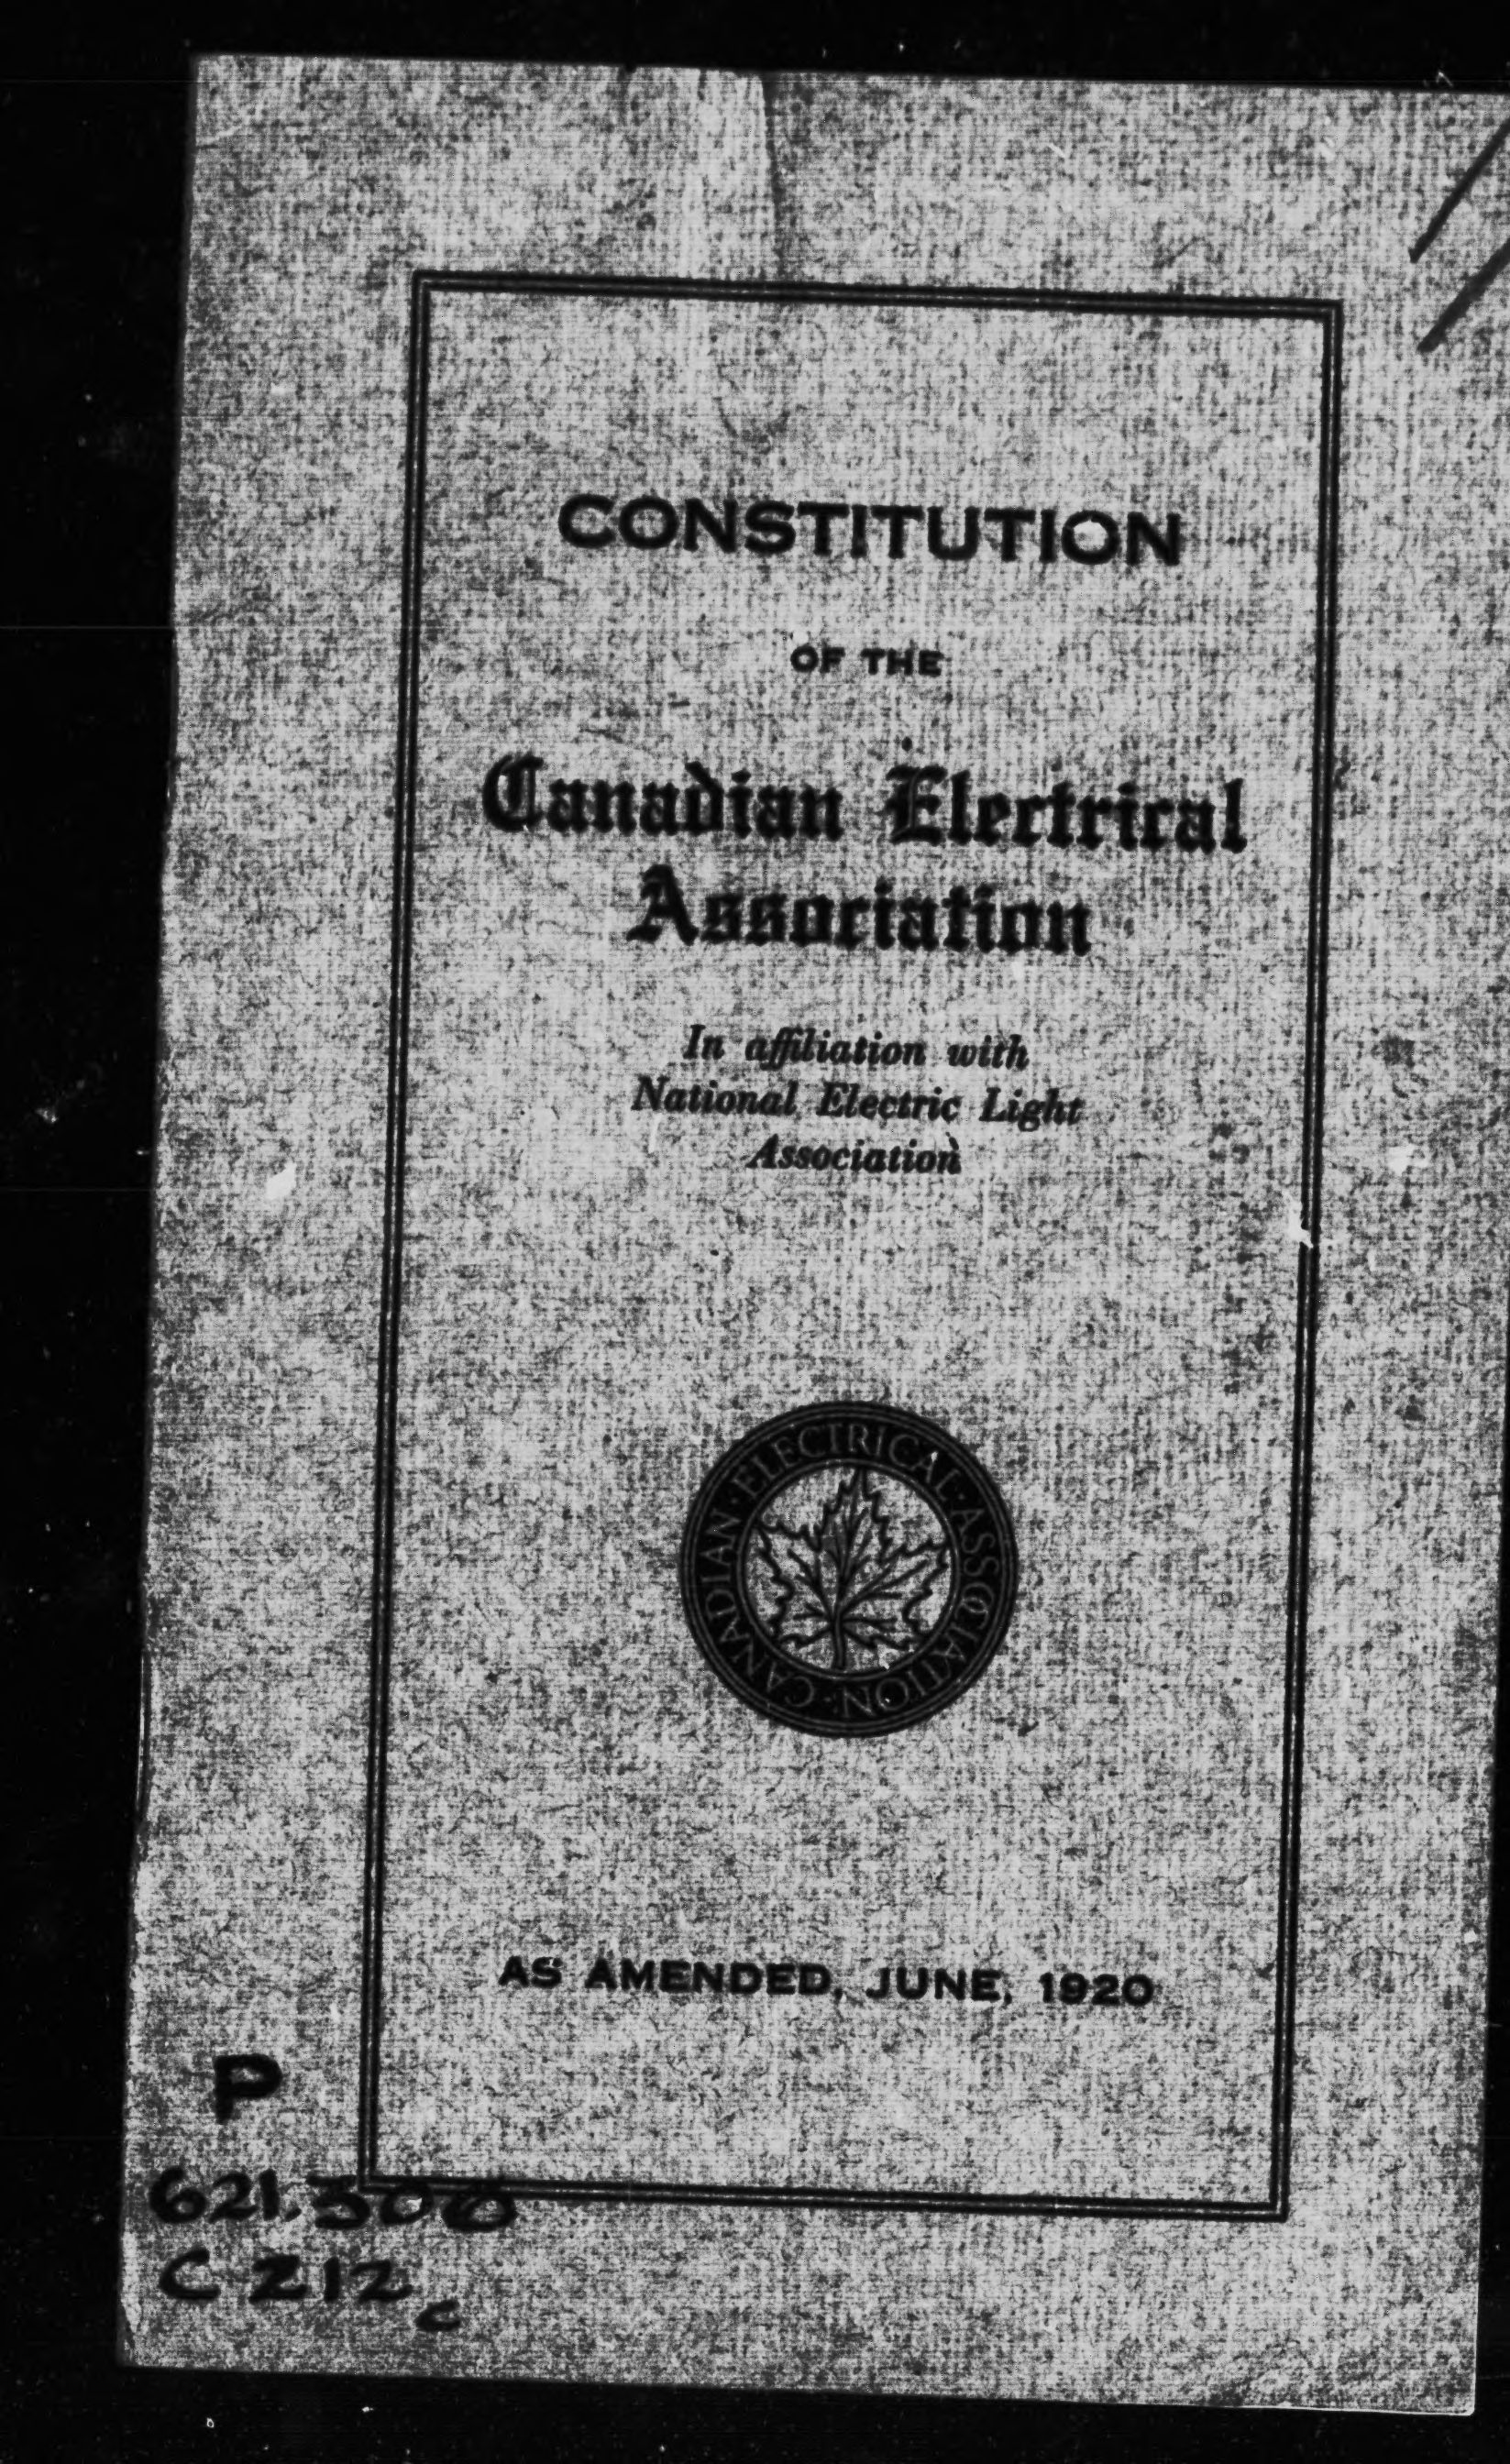 CONSTITUTION
OF THE
Canadian Electrical
Association
In affiliation with
National Electric Light
Association
CANADIAN · ELECTRICAL · ASSOCIATION ·
AS AMENDED, JUNE, 1920
P
621.306
C212c